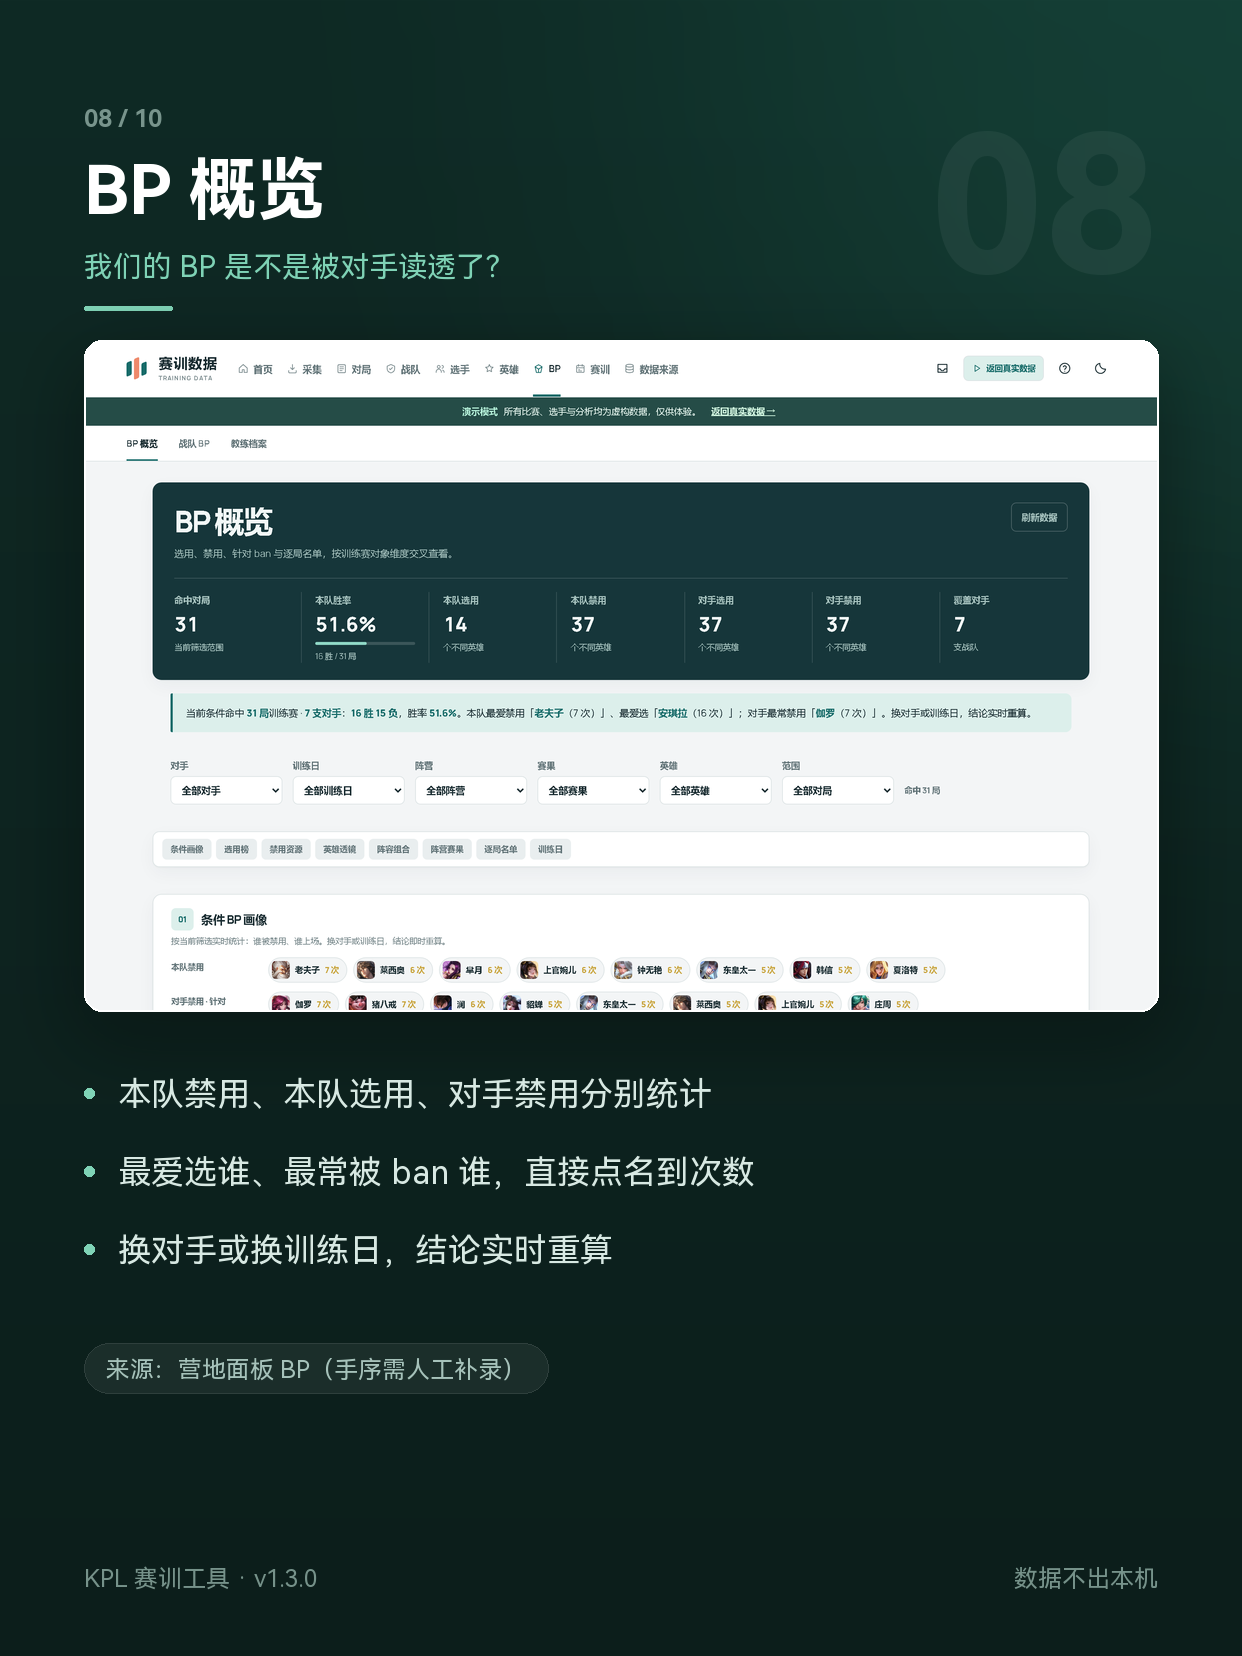 08 / 10
08
BP 概览
我们的 BP 是不是被对手读透了？
赛训数据
TRAINING DATA
首页 采集 对局 战队 选手 英雄 BP 赛训 数据来源
返回真实数据
演示模式 所有比赛、选手与分析均为虚构数据，仅供体验。 返回真实数据→
BP 概览 战队 BP 教练档案
BP 概览
刷新数据
选用、禁用、针对 ban 与逐局名单，按训练赛对象维度交叉查看。
命中对局 本队胜率 本队选用 本队禁用 对手选用 对手禁用 覆盖对手
31 51.6% 14 37 37 37 7
当前筛选范围 16 胜 / 31 局 个不同英雄 个不同英雄 个不同英雄 个不同英雄 支战队
当前条件命中 31 局训练赛 · 7 支对手：16 胜 15 负，胜率 51.6%。本队最爱禁用「老夫子（7 次）」、最爱选「安琪拉（16 次）」；对手最常禁用「伽罗（7 次）」。换对手或训练日，结论实时重算。
对手 训练日 阵营 赛果 英雄 范围
全部对手 全部训练日 全部阵营 全部赛果 全部英雄 全部对局 命中 31 局
条件画像 选用榜 禁用资源 英雄透镜 阵容组合 阵营赛果 逐局名单 训练日
01 条件 BP 画像
按当前筛选实时统计：谁被禁用、谁上场。换对手或训练日，结论即时重算。
本队禁用 老夫子 7 次 莱西奥 6 次 阜月 6 次 上官婉儿 6 次 钟无艳 6 次 东皇太一 5 次 韩信 5 次 夏洛特 5 次
对手禁用 · 针对 伽罗 7 次 猪八戒 7 次 澜 6 次 貂蝉 5 次 东皇太一 5 次 莱西奥 5 次 上官婉儿 5 次 庄周 5 次
本队禁用、本队选用、对手禁用分别统计
最爱选谁、最常被 ban 谁，直接点名到次数
换对手或换训练日，结论实时重算
来源：营地面板 BP（手序需人工补录）
KPL 赛训工具 · v1.3.0
数据不出本机